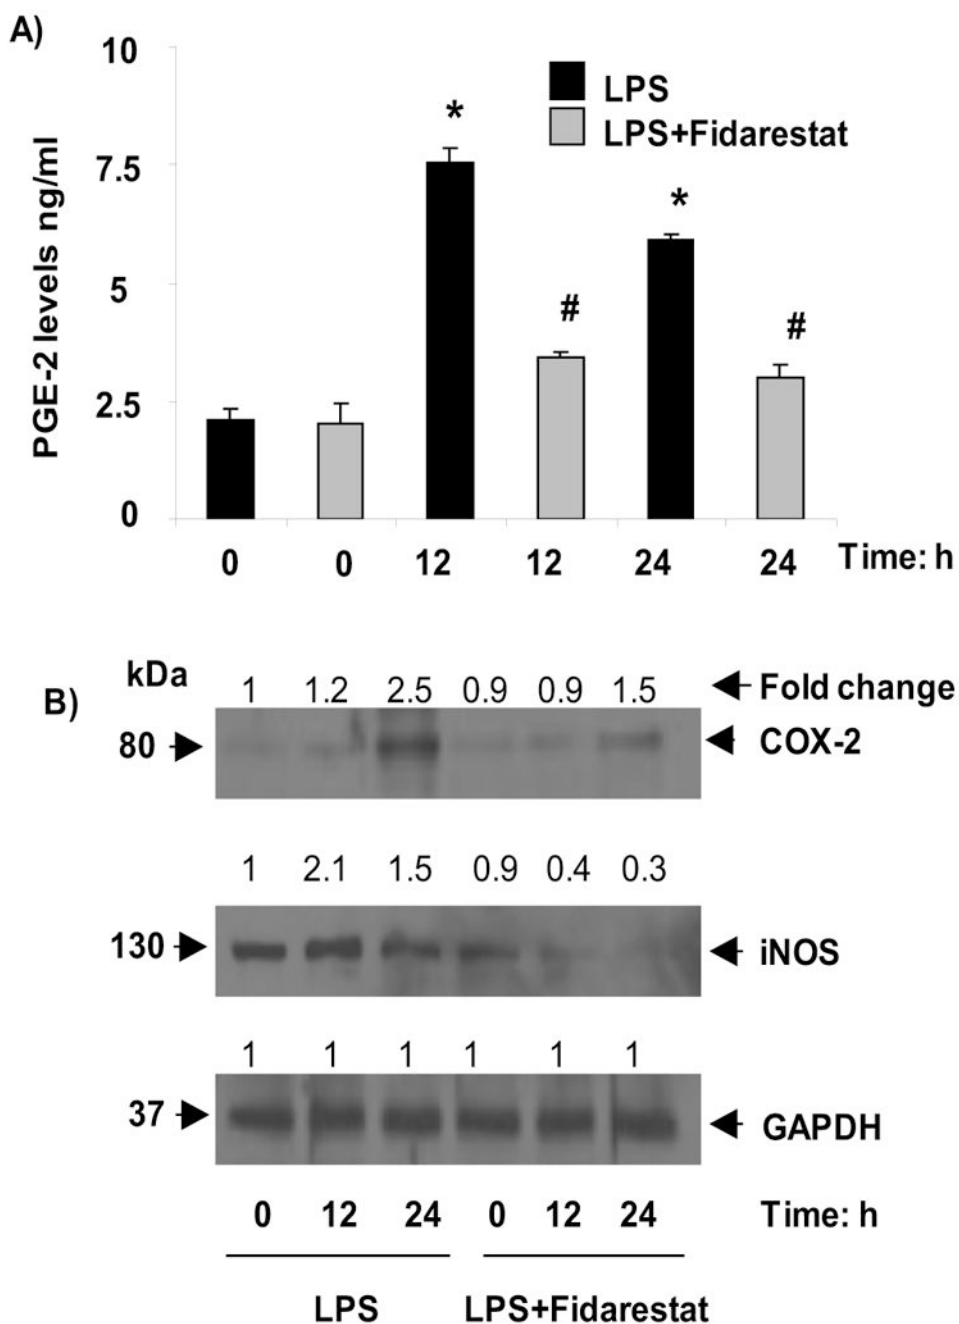 A)
10
7.5
5
2.5
0
PGE-2 levels ng/ml
LPS
LPS+Fidarestat
*
#
*
#
0 0 12 12 24 24 Time: h
B)
kDa
1 1.2 2.5 0.9 0.9 1.5 Fold change
80 COX-2
1 2.1 1.5 0.9 0.4 0.3
130 iNOS
1 1 1 1 1 1
37 GAPDH
0 12 24 0 12 24 Time: h
LPS LPS+Fidarestat